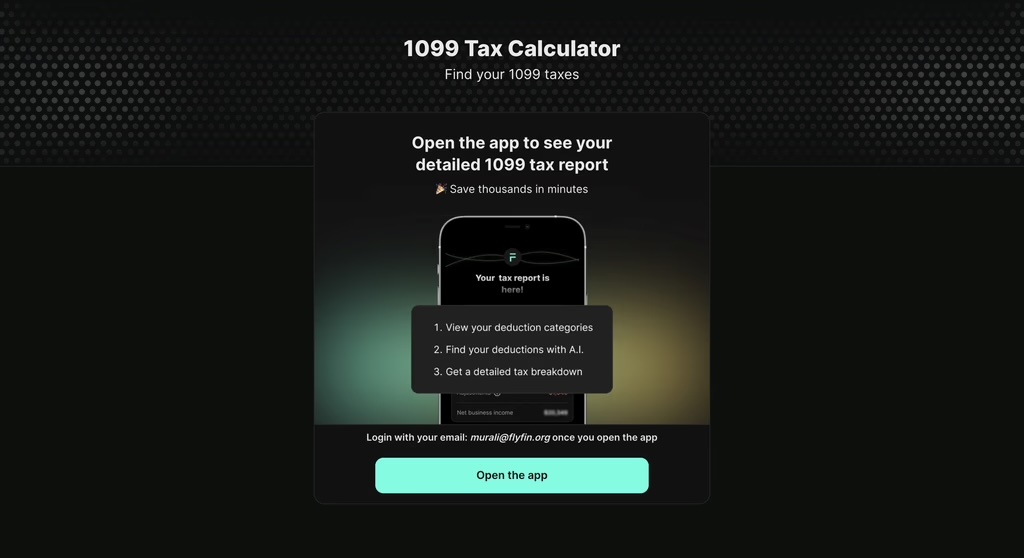 1099 Tax Calculator
Find your 1099 taxes
Open the app to see your
detailed 1099 tax report
🎉 Save thousands in minutes
Your tax report is
here!
1. View your deduction categories
2. Find your deductions with A.I.
3. Get a detailed tax breakdown
Net business income
Login with your email: murali@flyfin.org once you open the app
Open the app